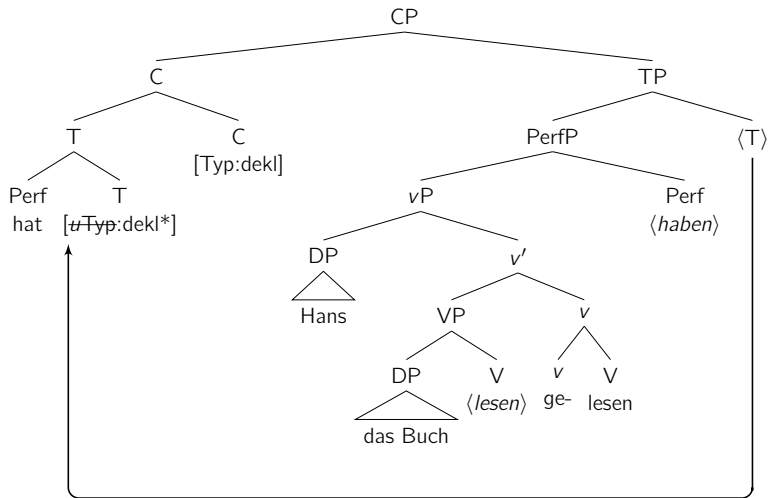 CP
C TP
T C PerfP ⟨T⟩
[Typ:dekl]
Perf T vP Perf
hat [uTyp:dekl*] ⟨haben⟩
DP v′
Hans VP v
DP V v V
⟨lesen⟩ ge- lesen
das Buch